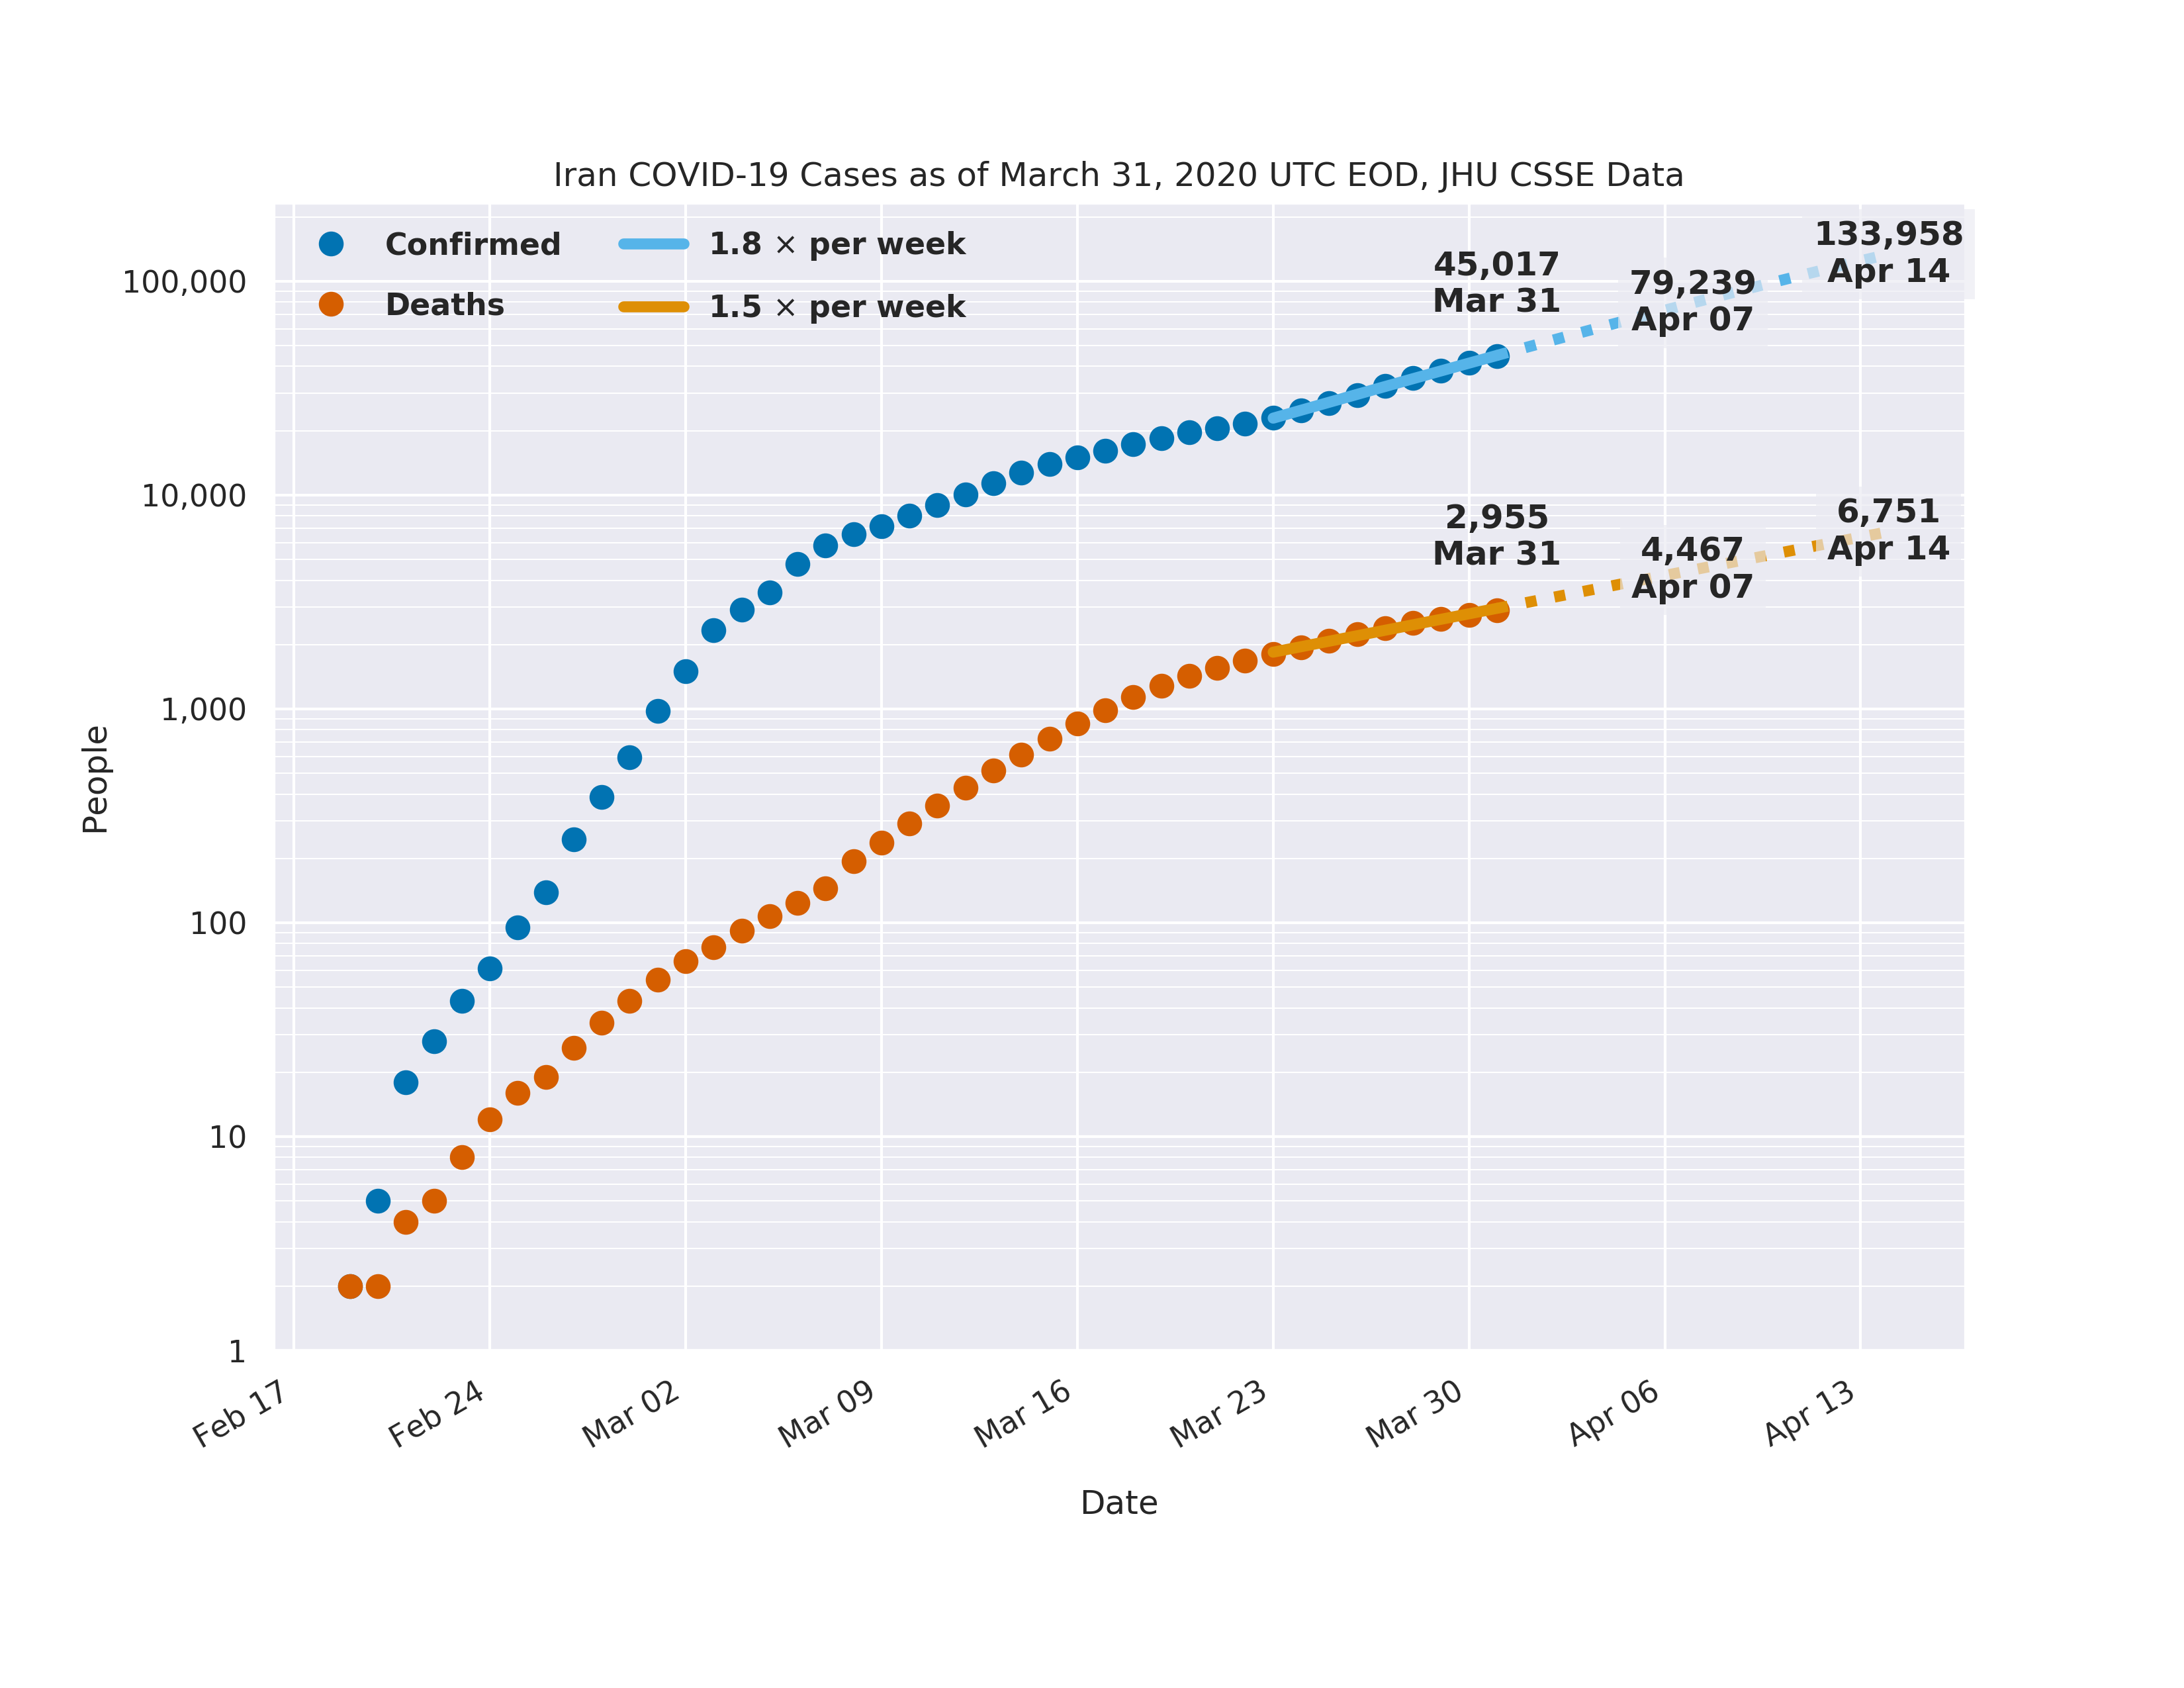 Iran COVID-19 Cases as of March 31, 2020 UTC EOD, JHU CSSE Data
Confirmed
Deaths
1.8 × per week
1.5 × per week
45,017
Mar 31
79,239
Apr 07
133,958
Apr 14
2,955
Mar 31
4,467
Apr 07
6,751
Apr 14
100,000
10,000
1,000
100
10
1
People
Feb 17
Feb 24
Mar 02
Mar 09
Mar 16
Mar 23
Mar 30
Apr 06
Apr 13
Date